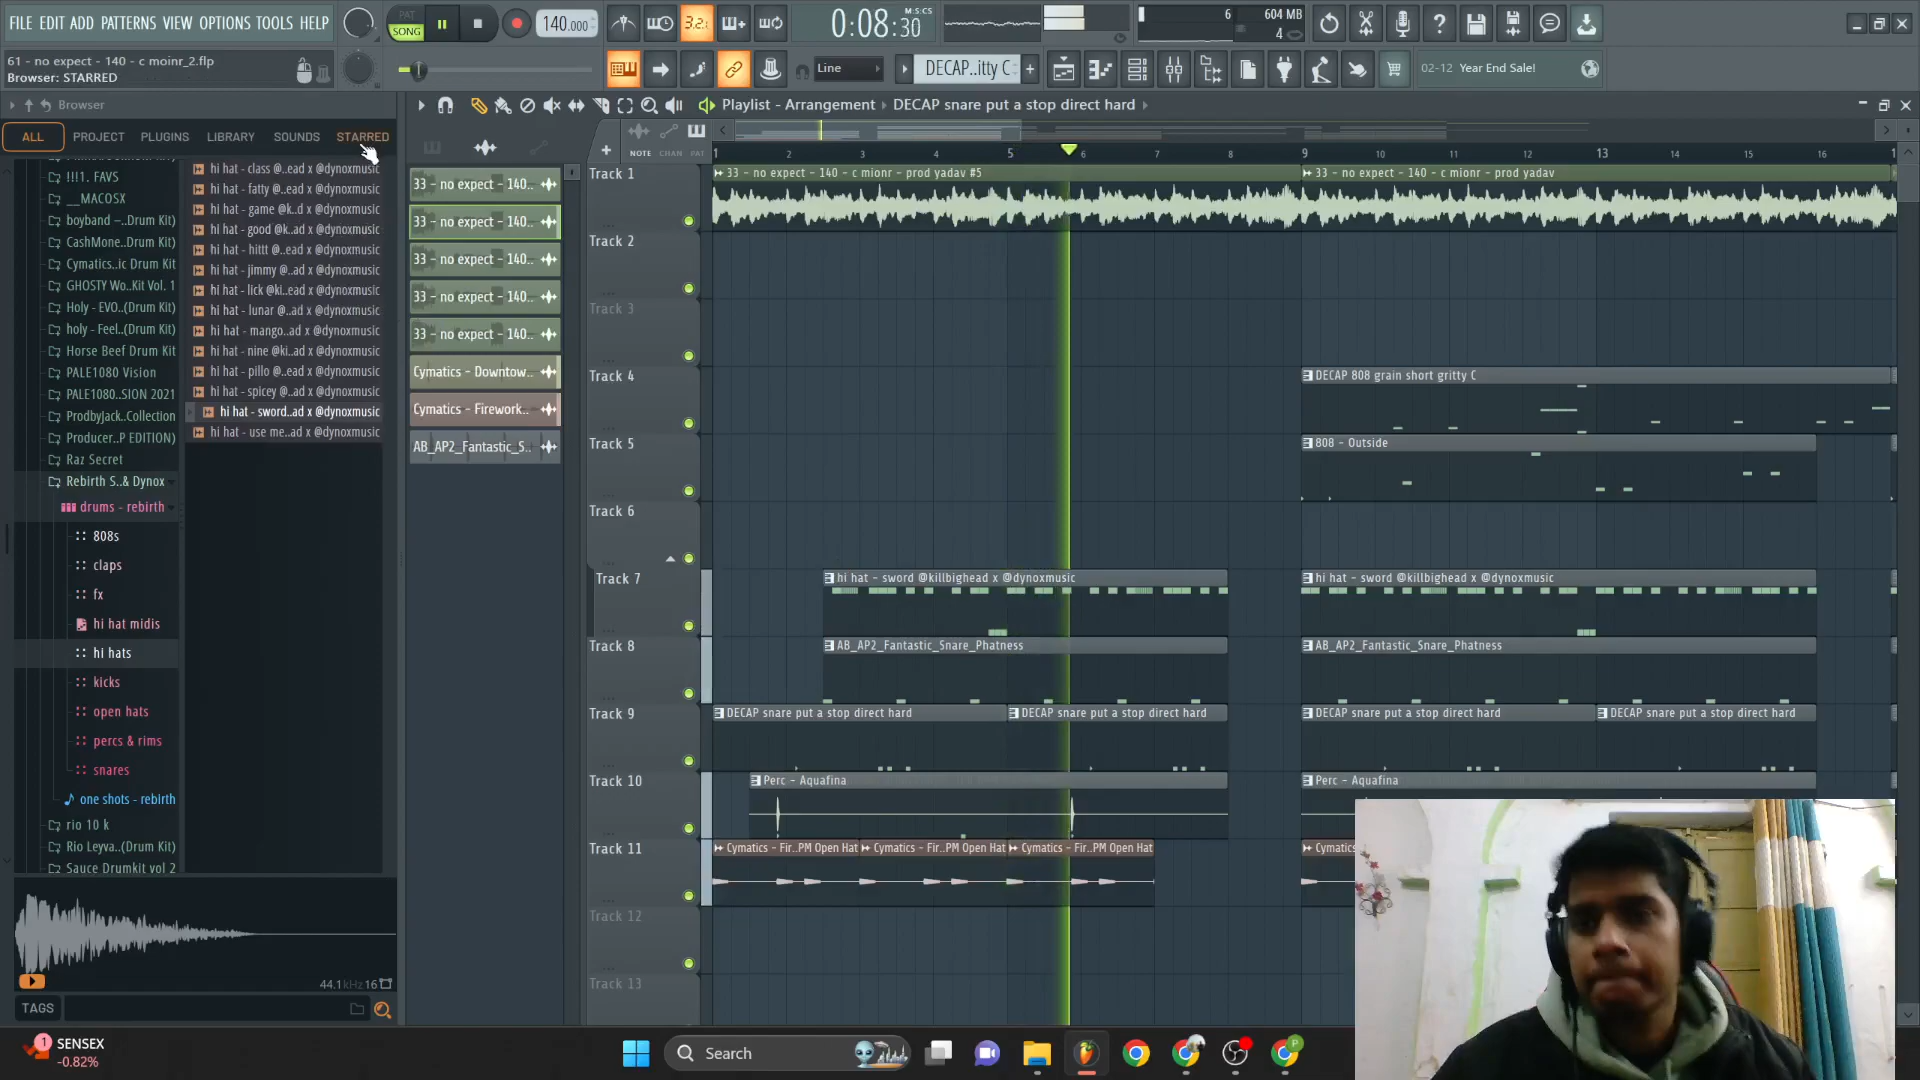 FILE EDIT ADD PATTERNS VIEW OPTIONS TOOLS HELP
PAT
SONG
140.000
3.2
0:08:30
M:S:CS
6
604 MB
4
61 - no expect - 140 - c moinr_2.flp
Browser: STARRED
Line
DECAP..itty C
02-12 Year End Sale!
Browser
Playlist - Arrangement
DECAP snare put a stop direct hard
ALL
PROJECT
PLUGINS
LIBRARY
SOUNDS
STARRED
NOTE
CHAN
PAT
!!!1. FAVS
__MACOSX
boyband –..Drum Kit)
CashMone..Drum Kit)
Cymatics..ic Drum Kit
GHOSTY Wo..Kit Vol. 1
Holy - EVO..(Drum Kit)
holy - Feel..(Drum Kit)
Horse Beef Drum Kit
PALE1080 Vision
PALE1080..SION 2021
ProdbyJack..Collection
Producer..P EDITION)
Raz Secret
Rebirth S..& Dynox
drums - rebirth
808s
claps
fx
hi hat midis
hi hats
kicks
open hats
percs & rims
snares
one shots - rebirth
rio 10 k
Rio Leyva..(Drum Kit)
Sauce Drumkit vol 2
hi hat - class @..ead x @dynoxmusic
hi hat - fatty @..ead x @dynoxmusic
hi hat - game @k..d x @dynoxmusic
hi hat - good @k..ad x @dynoxmusic
hi hat - hittt @..ad x @dynoxmusic
hi hat - jimmy @..ad x @dynoxmusic
hi hat - lick @ki..ead x @dynoxmusic
hi hat - lunar @..ad x @dynoxmusic
hi hat - mango..ad x @dynoxmusic
hi hat - nine @ki..ad x @dynoxmusic
hi hat - pillo @..ad x @dynoxmusic
hi hat - spicey @..ad x @dynoxmusic
hi hat - sword..ad x @dynoxmusic
hi hat - use me..ad x @dynoxmusic
33 - no expect - 140..
33 - no expect - 140..
33 - no expect - 140..
33 - no expect - 140..
33 - no expect - 140..
Cymatics - Downtow..
Cymatics - Firework..
AB_AP2_Fantastic_S..
1 2 3 4 5 6 7 8 9 10 11 12 13 14 15 16 1
Track 1
33 - no expect - 140 - c mionr - prod yadav #5
33 - no expect - 140 - c mionr - prod yadav
Track 2
Track 3
Track 4
DECAP 808 grain short gritty C
Track 5
808 - Outside
Track 6
Track 7
hi hat - sword @killbighead x @dynoxmusic
hi hat - sword @killbighead x @dynoxmusic
Track 8
AB_AP2_Fantastic_Snare_Phatness
AB_AP2_Fantastic_Snare_Phatness
Track 9
DECAP snare put a stop direct hard
DECAP snare put a stop direct hard
DECAP snare put a stop direct hard
DECAP snare put a stop direct hard
Track 10
Perc - Aquafina
Perc - Aquafina
Track 11
Cymatics - Fir..PM Open Hat
Cymatics - Fir..PM Open Hat
Cymatics - Fir..PM Open Hat
Cymatics
Track 12
Track 13
44.1kHz 16
TAGS
1
SENSEX
-0.82%
Search
P